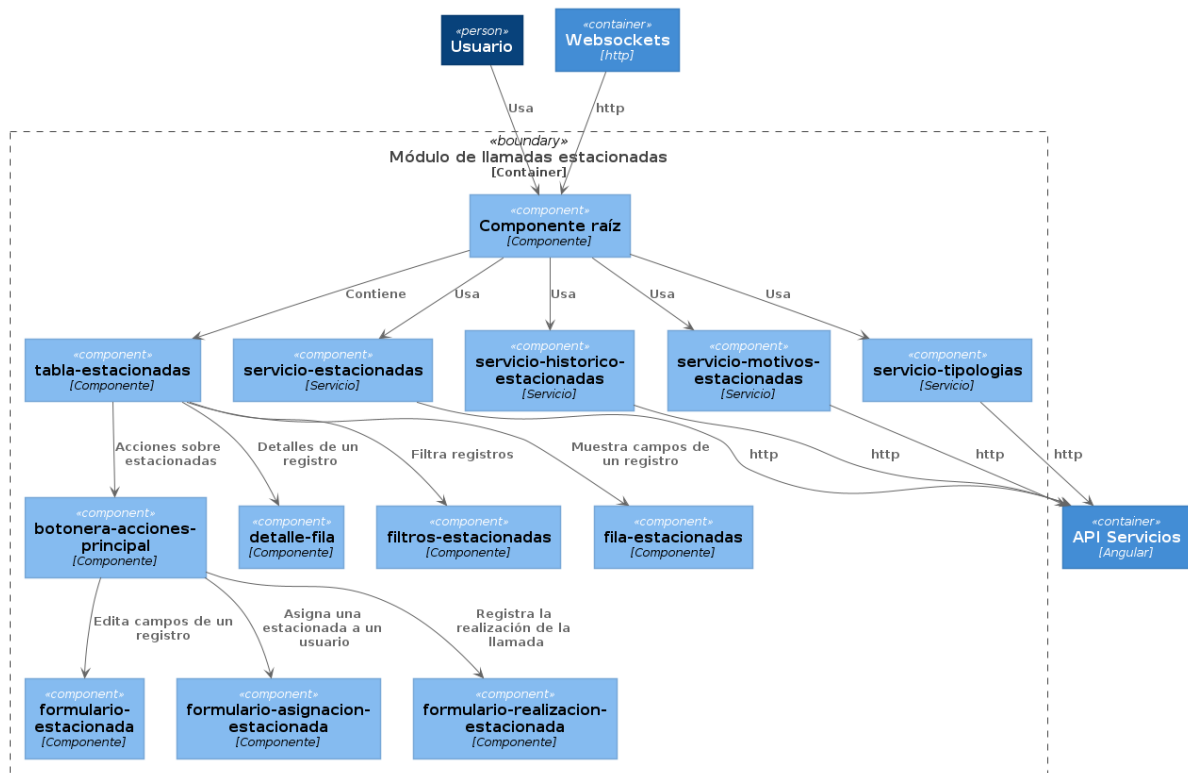 «person»
Usuario
«container»
Websockets
[http]
Usa
http
«boundary»
Módulo de llamadas estacionadas
[Container]
«component»
Componente raíz
[Componente]
Contiene
Usa
Usa
Usa
Usa
«component»
tabla-estacionadas
[Componente]
«component»
servicio-estacionadas
[Servicio]
«component»
servicio-historico-
estacionadas
[Servicio]
«component»
servicio-motivos-
estacionadas
[Servicio]
«component»
servicio-tipologias
[Servicio]
Acciones sobre
estacionadas
Detalles de un
registro
Filtra registros
Muestra campos de
un registro
http
http
http
http
«component»
botonera-acciones-
principal
[Componente]
«component»
detalle-fila
[Componente]
«component»
filtros-estacionadas
[Componente]
«component»
fila-estacionadas
[Componente]
«container»
API Servicios
[Angular]
Edita campos de un
registro
Asigna una
estacionada a un
usuario
Registra la
realización de la
llamada
«component»
formulario-
estacionada
[Componente]
«component»
formulario-asignacion-
estacionada
[Componente]
«component»
formulario-realizacion-
estacionada
[Componente]